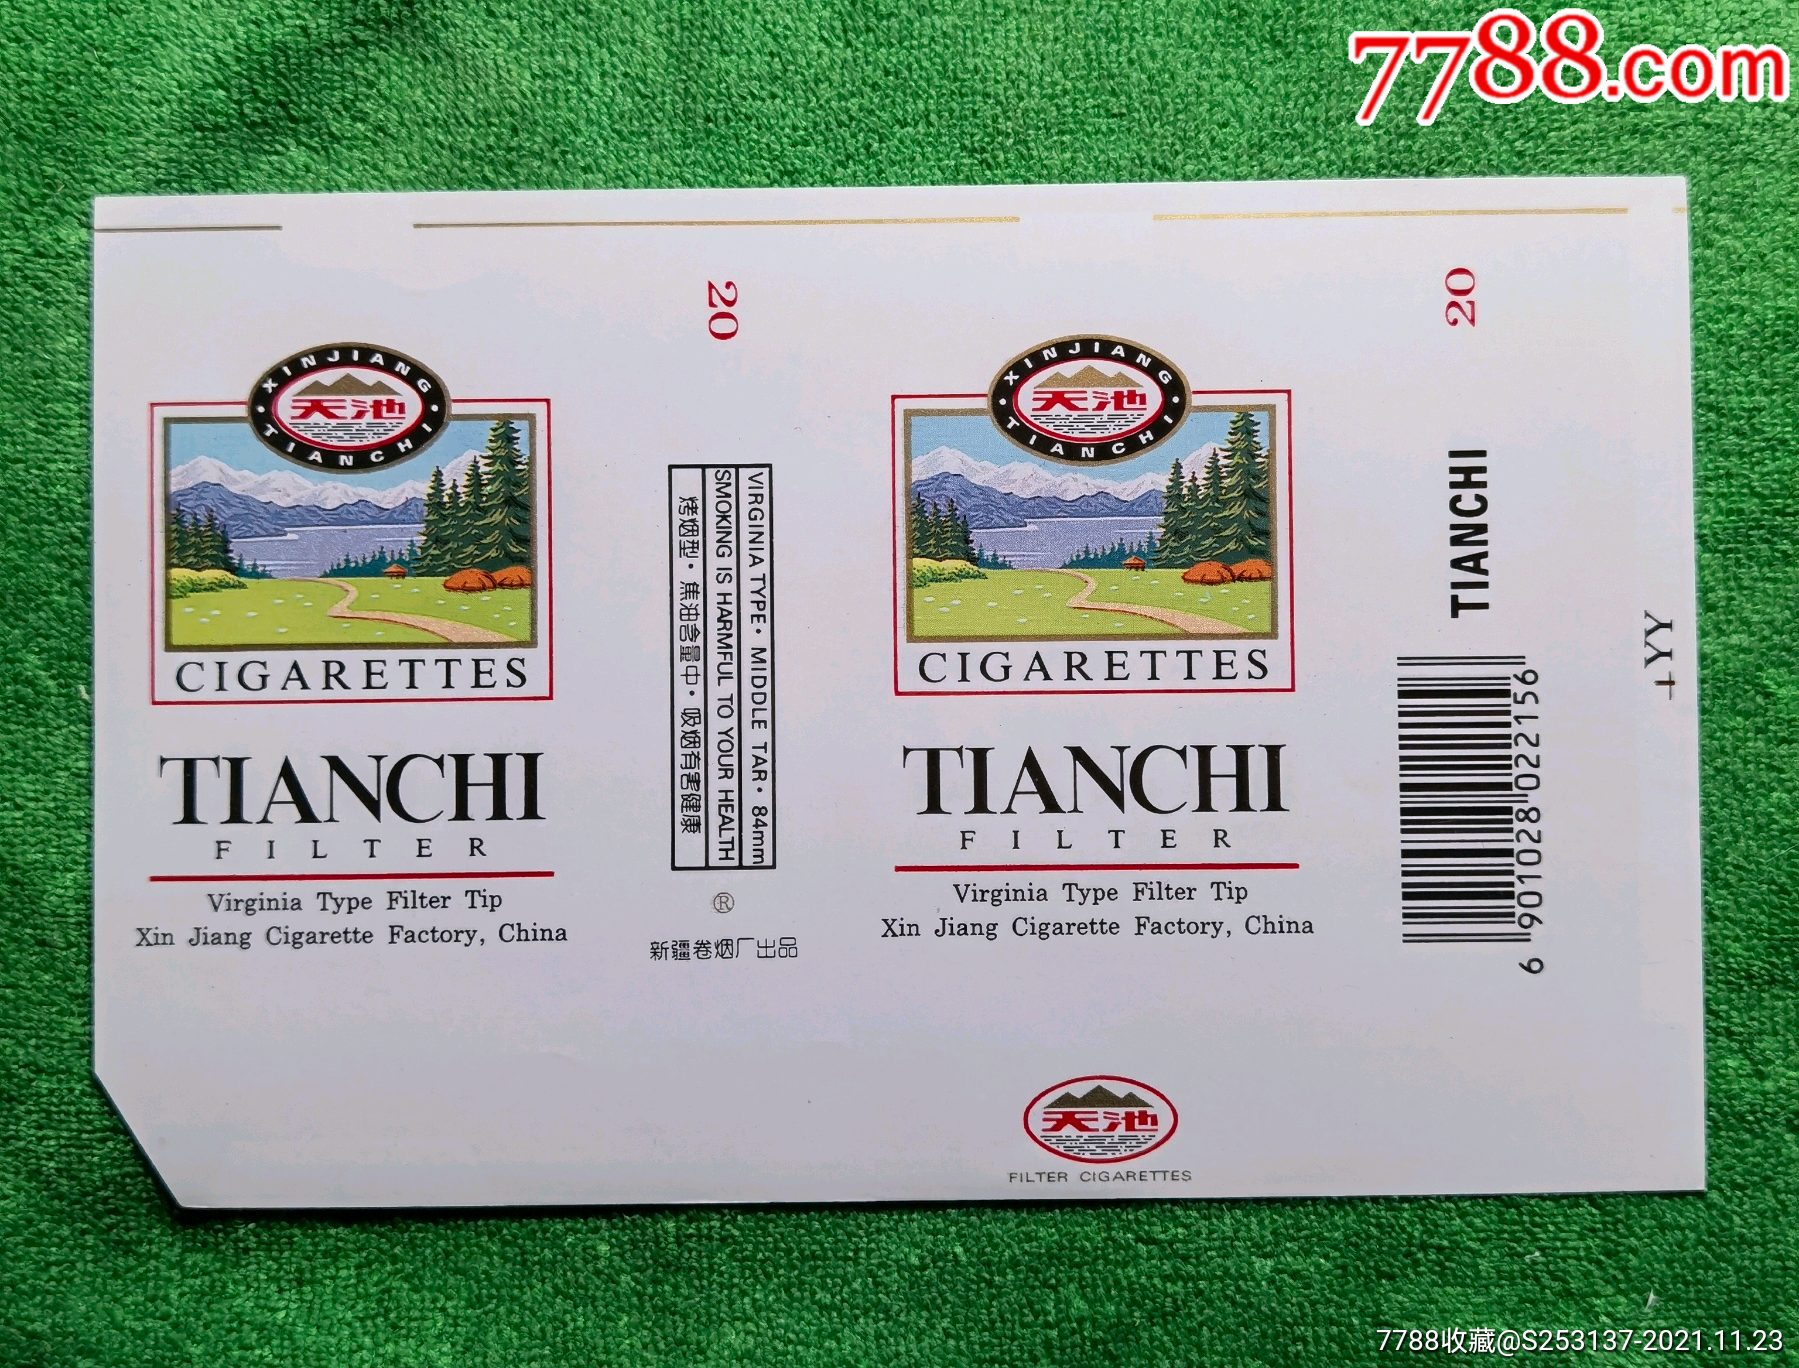 7788.com
20
20
XINJIANG
天池
TIANCHI
CIGARETTES
TIANCHI
FILTER
Virginia Type Filter Tip
Xin Jiang Cigarette Factory, China
VIRGINIA TYPE • MIDDLE TAR • 84mm
SMOKING IS HARMFUL TO YOUR HEALTH
烤烟型 • 焦油含量中 • 吸烟有害健康
®
新疆卷烟厂出品
XINJIANG
天池
TIANCHI
CIGARETTES
TIANCHI
FILTER
Virginia Type Filter Tip
Xin Jiang Cigarette Factory, China
TIANCHI
6901028022156
YY
天池
FILTER CIGARETTES
7788收藏@S253137-2021.11.23